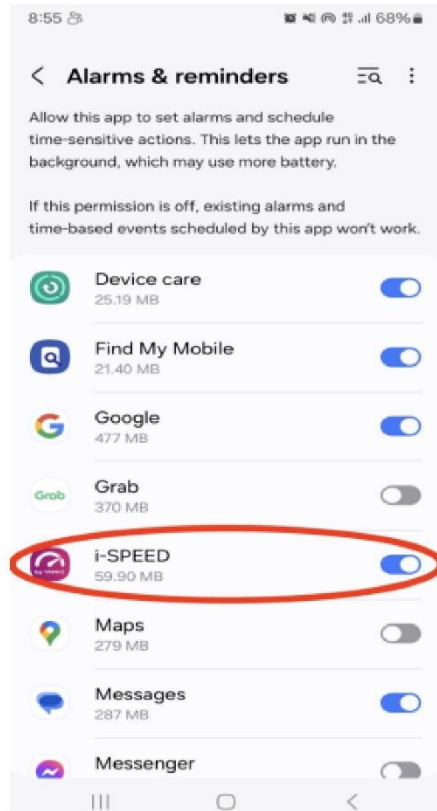 8:55
68%
Alarms & reminders
Allow this app to set alarms and schedule
time-sensitive actions. This lets the app run in the
background, which may use more battery.
If this permission is off, existing alarms and
time-based events scheduled by this app won't work.
Device care
25.19 MB
Find My Mobile
21.40 MB
Google
477 MB
Grab
Grab
370 MB
i-SPEED
59.90 MB
Maps
279 MB
Messages
287 MB
Messenger